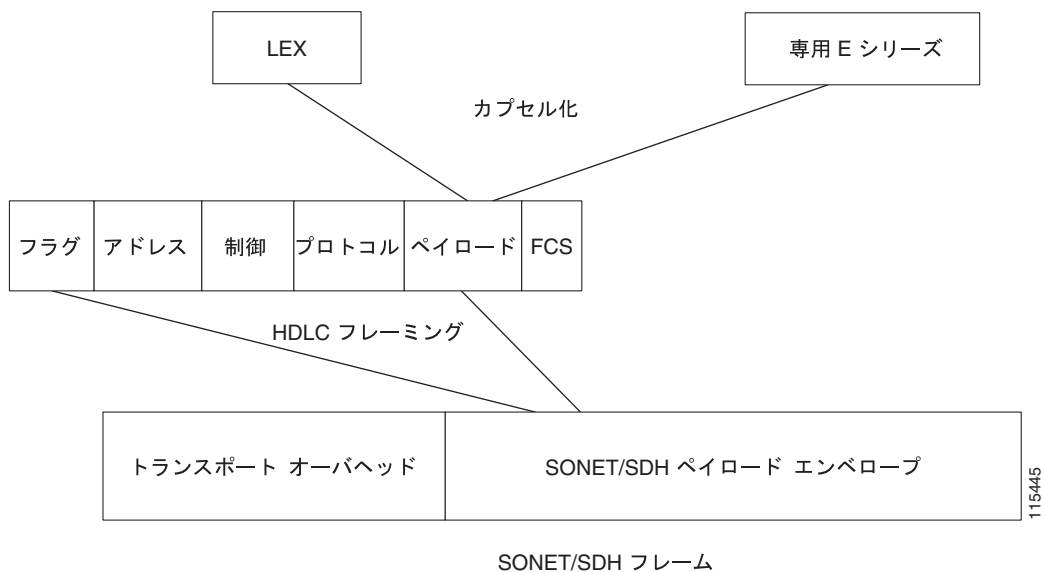 LEX
専用 E シリーズ
カプセル化
フラグ
アドレス
制御
プロトコル
ペイロード
FCS
HDLC フレーミング
トランスポート オーバヘッド
SONET/SDH ペイロード エンベロープ
115445
SONET/SDH フレーム